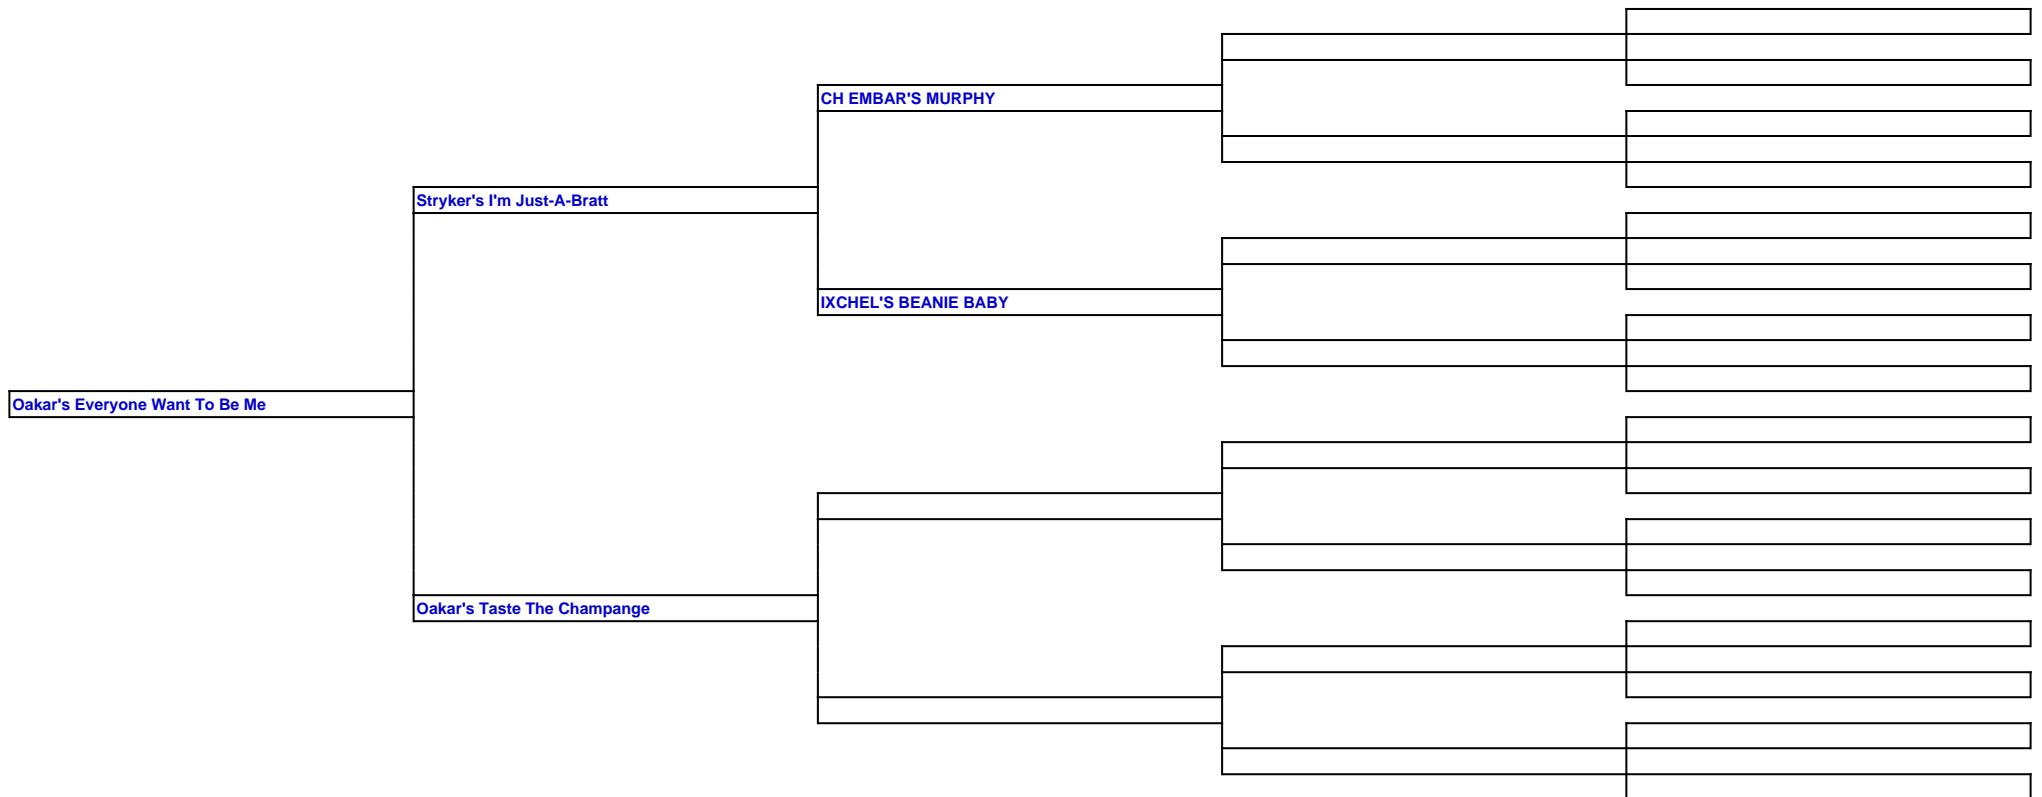 CH EMBAR'S MURPHY
Stryker's I'm Just-A-Bratt
IXCHEL'S BEANIE BABY
Oakar's Everyone Want To Be Me
Oakar's Taste The Champange